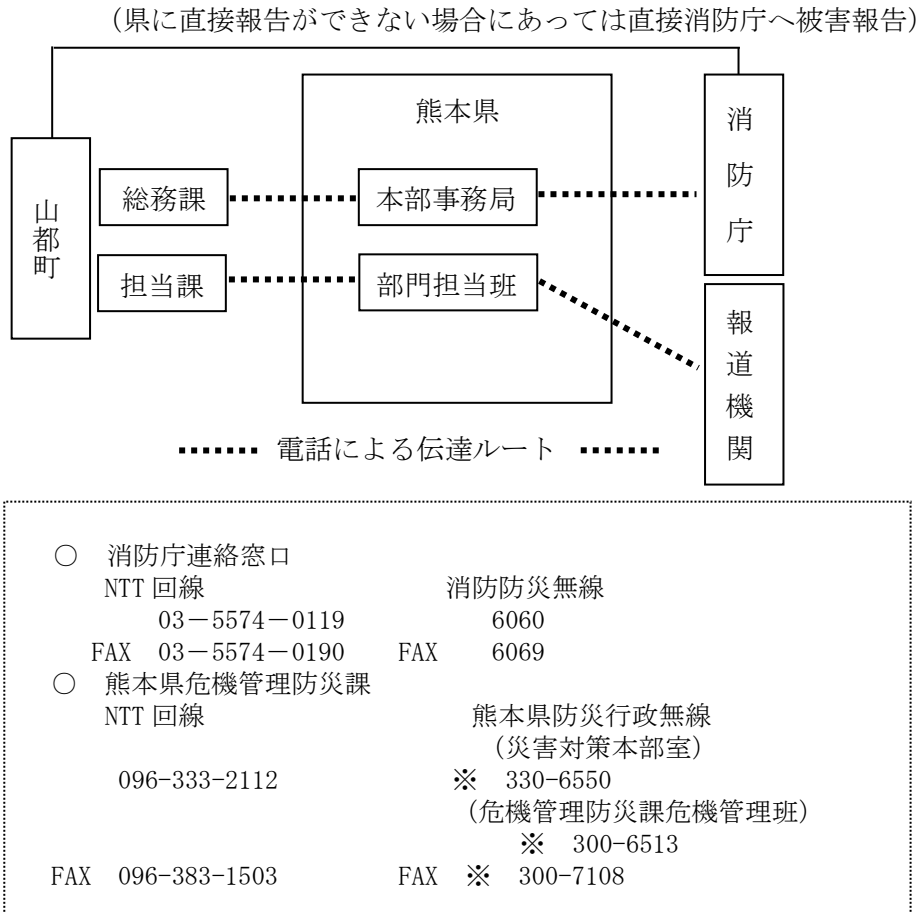 （県に直接報告ができない場合にあっては直接消防庁へ被害報告）
熊本県
消防庁
山都町
総務課
本部事務局
担当課
部門担当班
報道機関
電話による伝達ルート
○　消防庁連絡窓口
NTT回線　消防防災無線
03－5574－0119　6060
FAX　03－5574－0190　FAX　6069
○　熊本県危機管理防災課
NTT回線　熊本県防災行政無線
（災害対策本部室）
096-333-2112　※　330-6550
（危機管理防災課危機管理班）
※　300-6513
FAX　096-383-1503　FAX　※　300-7108